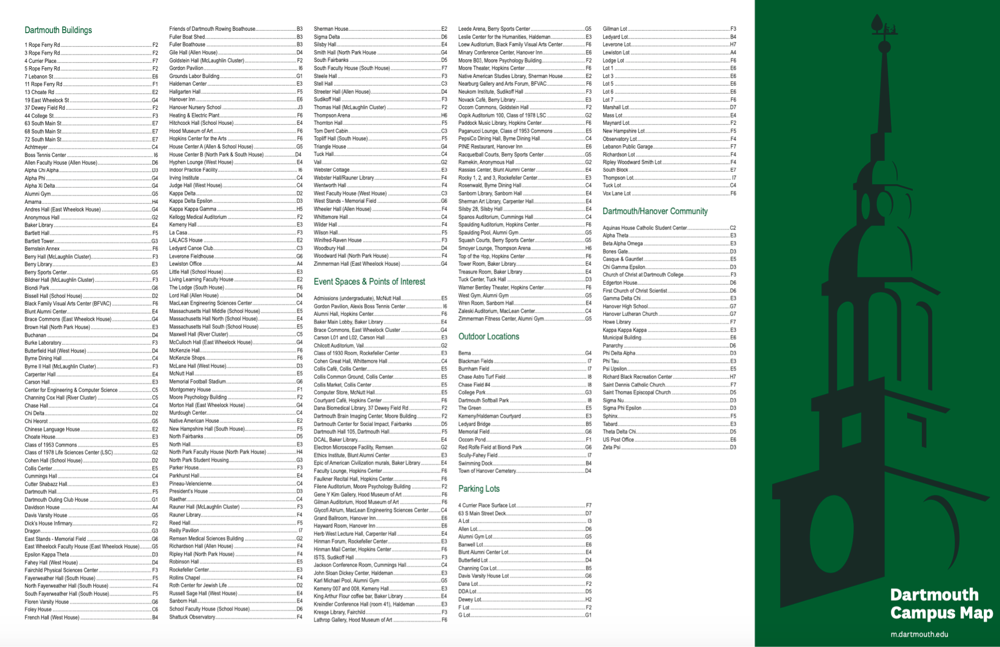 Dartmouth Buildings
1 Rope Ferry Rd F2
3 Rope Ferry Rd F2
4 Currier Place F7
5 Rope Ferry Rd F2
7 Lebanon St E6
11 Rope Ferry Rd F1
13 Choate Rd E2
19 East Wheelock St G4
37 Dewey Field Rd F2
44 College St F3
63 South Main St E7
68 South Main St E7
72 South Main St E7
Achtmeyer C4
Boss Tennis Center I6
Allen Faculty House (Allen House) D6
Alpha Chi Alpha D3
Alpha Phi G4
Alpha Xi Delta G4
Alumni Gym G5
Amarna H4
Andres Hall (East Wheelock House) G4
Anonymous Hall G2
Baker Library E4
Bartlett Hall F5
Bartlett Tower G3
Bernstein Annex F6
Berry Hall (McLaughlin Cluster) F3
Berry Library E3
Berry Sports Center G5
Bildner Hall (McLaughlin Cluster) F3
Biondi Park G6
Bissell Hall (School House) D2
Black Family Visual Arts Center (BFVAC) F6
Blunt Alumni Center E4
Brace Commons (East Wheelock House) G4
Brown Hall (North Park House) E3
Buchanan D4
Burke Laboratory F3
Butterfield Hall (West House) D4
Byrne Dining Hall C4
Byrne II Hall (McLaughlin Cluster) F3
Carpenter Hall E4
Carson Hall E3
Center for Engineering & Computer Science C5
Channing Cox Hall (River Cluster) C5
Chase Hall C4
Chi Delta D2
Chi Heorot G5
Chinese Language House E2
Choate House E3
Class of 1953 Commons E5
Class of 1978 Life Sciences Center (LSC) G2
Cohen Hall (School House) D2
Collis Center E5
Cummings Hall C4
Cutter Shabazz Hall E3
Dartmouth Hall F5
Dartmouth Outing Club House G1
Davidson House A4
Davis Varsity House G5
Dick's House Infirmary F2
Dragon G3
East Stands - Memorial Field G6
East Wheelock Faculty House (East Wheelock House) G5
Epsilon Kappa Theta D3
Fahey Hall (West House) D4
Fairchild Physical Sciences Center F3
Fayerweather Hall (South House) F5
North Fayerweather Hall (South House) F4
South Fayerweather Hall (South House) F5
Floren Varsity House G6
Foley House C6
French Hall (West House) B4
Friends of Dartmouth Rowing Boathouse B3
Fuller Boat Shed B3
Fuller Boathouse B3
Gile Hall (Allen House) D4
Goldstein Hall (McLaughlin Cluster) F2
Gordon Pavilion I6
Grounds Labor Building G1
Haldeman Center E3
Hallgarten Hall F5
Hanover Inn E6
Hanover Nursery School J3
Heating & Electric Plant F6
Hitchcock Hall (School House) E4
Hood Museum of Art F6
Hopkins Center for the Arts F6
House Center A (Allen & School House) G5
House Center B (North Park & South House) D4
Hyphen Lounge (West House) E4
Indoor Practice Facility I6
Irving Institute C4
Judge Hall (West House) C4
Kappa Delta D2
Kappa Delta Epsilon D3
Kappa Kappa Gamma H5
Kellogg Medical Auditorium F2
Kemeny Hall E3
La Casa F3
LALACS House E2
Ledyard Canoe Club C3
Leverone Fieldhouse G6
Lewiston Office A4
Little Hall (School House) E3
Living Learning Faculty House E2
The Lodge (South House) F6
Lord Hall (Allen House) D4
MacLean Engineering Sciences Center C4
Massachusetts Hall Middle (School House) E5
Massachusetts Hall North (School House) E4
Massachusetts Hall South (School House) E5
Maxwell Hall (River Cluster) C5
McCulloch Hall (East Wheelock House) G4
McKenzie Hall F6
McKenzie Shops F6
McLane Hall (West House) D3
McNutt Hall E5
Memorial Football Stadium G6
Montgomery House F1
Moore Psychology Building F2
Morton Hall (East Wheelock House) G4
Murdough Center C4
Native American House E2
New Hampshire Hall (South House) F5
North Fairbanks D5
North Hall E3
North Park Faculty House (North Park House) H4
North Park Student Housing G3
Parker House F3
Parkhurst Hall E4
Pineau-Velencienne C4
President's House D3
Raether C4
Rauner Hall (McLaughlin Cluster) F3
Rauner Library F4
Reed Hall F5
Reilly Pavilion I7
Remsen Medical Sciences Building G2
Richardson Hall (Allen House) F4
Ripley Hall (North Park House) F4
Robinson Hall E5
Rockefeller Center E3
Rollins Chapel F4
Roth Center for Jewish Life D2
Russell Sage Hall (West House) E4
Sanborn Hall E4
School Faculty House (School House) D6
Shattuck Observatory F4
Sherman House E2
Sigma Delta D6
Silsby Hall E4
Smith Hall (North Park House G4
South Fairbanks D5
South Faculty House (South House) F7
Steele Hall F3
Stell Hall C3
Streeter Hall (Allen House) D4
Sudikoff Hall F3
Thomas Hall (McLaughlin Cluster) F2
Thompson Arena H6
Thornton Hall F5
Tom Dent Cabin C3
Topliff Hall (South House) F5
Triangle House G4
Tuck Hall C4
Vail G2
Webster Cottage E3
Webster Hall/Rauner Library F4
Wentworth Hall F4
West Faculty House (West House) C3
West Stands - Memorial Field G6
Wheeler Hall (Allen House) F4
Whittemore Hall C4
Wilder Hall F4
Wilson Hall F5
Winifred-Raven House F3
Woodbury Hall D4
Woodward Hall (North Park House) F4
Zimmerman Hall (East Wheelock House) G4
Event Spaces & Points of Interest
Admissions (undergraduate), McNutt Hall E5
Gordon Pavilion, Alexis Boss Tennis Center I6
Alumni Hall, Hopkins Center F6
Baker Main Lobby, Baker Library E4
Brace Commons, East Wheelock Cluster G4
Carson L01 and L02, Carson Hall E3
Chilcott Auditorium, Vail G2
Class of 1930 Room, Rockefeller Center E3
Cohen Great Hall, Whittemore Hall C4
Collis Café, Collis Center E5
Collis Common Ground, Collis Center E5
Collis Market, Collis Center E5
Computer Store, McNutt Hall E5
Courtyard Café, Hopkins Center F6
Dana Biomedical Library, 37 Dewey Field Rd F2
Dartmouth Brain Imaging Center, Moore Building F2
Dartmouth Center for Social Impact, Fairbanks D5
Dartmouth Hall 105, Dartmouth Hall F5
DCAL, Baker Library E4
Electron Microscope Facility, Remsen G2
Ethics Institute, Blunt Alumni Center E3
Epic of American Civilization murals, Baker Library E4
Faculty Lounge, Hopkins Center F6
Faulkner Recital Hall, Hopkins Center F6
Filene Auditorium, Moore Psychology Building F2
Gene Y Kim Gallery, Hood Museum of Art F6
Gilman Auditorium, Hood Museum of Art F6
Glycofi Atrium, MacLean Engineering Sciences Center C4
Grand Ballroom, Hanover Inn E6
Hayward Room, Hanover Inn E6
Herb West Lecture Hall, Carpenter Hall E4
Hinman Forum, Rockefeller Center E3
Hinman Mail Center, Hopkins Center F6
ISTS, Sudikoff Hall F3
Jackson Conference Room, Cummings Hall C4
John Sloan Dickey Center, Haldeman E3
Karl Michael Pool, Alumni Gym G5
Kemeny 007 and 008, Kemeny Hall E3
King Arthur Flour coffee bar, Baker Library E4
Kreindler Conference Hall (room 41), Haldeman E3
Kresge Library, Fairchild F3
Lathrop Gallery, Hood Museum of Art F6
Leede Arena, Berry Sports Center G5
Leslie Center for the Humanities, Haldeman E3
Loew Auditorium, Black Family Visual Arts Center F6
Minary Conference Center, Hanover Inn E6
Moore B03, Moore Psychology Building F2
Moore Theater, Hopkins Center F6
Native American Studies Library, Sherman House E2
Nearburg Gallery and Arts Forum, BFVAC F6
Neukom Institute, Sudikoff Hall F3
Novack Café, Berry Library E3
Occom Commons, Goldstein Hall F2
Oopik Auditorium 100, Class of 1978 LSC G2
Paddock Music Library, Hopkins Center F6
Paganucci Lounge, Class of 1953 Commons E5
PepsiCo Dining Hall, Byrne Dining Hall C4
PINE Restaurant, Hanover Inn E6
Racquetball Courts, Berry Sports Center G5
Ramekin, Anonymous Hall G2
Rassias Center, Blunt Alumni Center E4
Rocky 1, 2, and 3, Rockefeller Center E3
Rosenwald, Byrne Dining Hall C4
Sanborn Library, Sanborn Hall E4
Sherman Art Library, Carpenter Hall E4
Silsby 28, Silsby Hall E4
Spanos Auditorium, Cummings Hall C4
Spaulding Auditorium, Hopkins Center F6
Spaulding Pool, Alumni Gym G5
Squash Courts, Berry Sports Center G5
Smoyer Lounge, Thompson Arena H6
Top of the Hop, Hopkins Center F6
Tower Room, Baker Library E4
Treasure Room, Baker LIbrary E4
Tuck Center, Tuck Hall D3
Warner Bentley Theater, Hopkins Center F6
West Gym, Alumni Gym G5
Wren Room, Sanborn Hall E4
Zaleski Auditorium, MacLean Center C4
Zimmerman Fitness Center, Alumni Gym G5
Outdoor Locations
Bema G4
Blackman Fields I7
Burnham Field I7
Chase Astro Turf Field I8
Chase Field #4 I8
College Park G3
Dartmouth Softball Park I8
The Green E5
Kemeny/Haldeman Courtyard E3
Ledyard Bridge B5
Memorial Field G6
Occom Pond F1
Red Rolfe Field at Biondi Park G6
Scully-Fahey Field I7
Swimming Dock B4
Town of Hanover Cemetery D4
Parking Lots
4 Currier Place Surface Lot F7
63 S Main Street Deck D7
A Lot I3
Allen Lot D6
Alumni Gym Lot G5
Banwell Lot E6
Blunt Alumni Center Lot E4
Butterfield Lot D4
Channing Cox Lot B5
Davis Varsity House Lot G6
Dana Lot F2
DDA Lot D5
Dewey Lot H2
F Lot F2
G Lot G1
Gillman Lot F3
Ledyard Lot B4
Leverone Lot H7
Lewiston Lot A4
Lodge Lot F6
Lot 1 E6
Lot 3 E6
Lot 5 E6
Lot 6 E6
Lot 7 F6
Marshall Lot D7
Mass Lot E4
Maynard Lot F2
New Hampshire Lot F5
Observatory Lot F4
Lebanon Public Garage F7
Richardson Lot F4
Ripley Woodward Smith Lot F4
South Block E7
Thompson Lot I7
Tuck Lot C4
Vox Lane Lot F6
Dartmouth/Hanover Community
Aquinas House Catholic Student Center C2
Alpha Theta E3
Beta Alpha Omega E3
Bones Gate D3
Casque & Gauntlet E5
Chi Gamma Epsilon D3
Church of Christ at Dartmouth College F3
Edgerton House D6
First Church of Christ Scientist D6
Gamma Delta Chi E3
Hanover High School G7
Hanover Lutheran Church G7
Howe Library F7
Kappa Kappa Kappa E3
Municipal Building E6
Panarchy D6
Phi Delta Alpha D3
Phi Tau E3
Psi Upsilon E5
Richard Black Recreation Center H7
Saint Dennis Catholic Church F7
Saint Thomas Episcopal Church D5
Sigma Nu D3
Sigma Phi Epsilon D3
Sphinx F5
Tabard E3
Theta Delta Chi D5
US Post Office E6
Zeta Psi D3
Dartmouth
Campus Map
m.dartmouth.edu